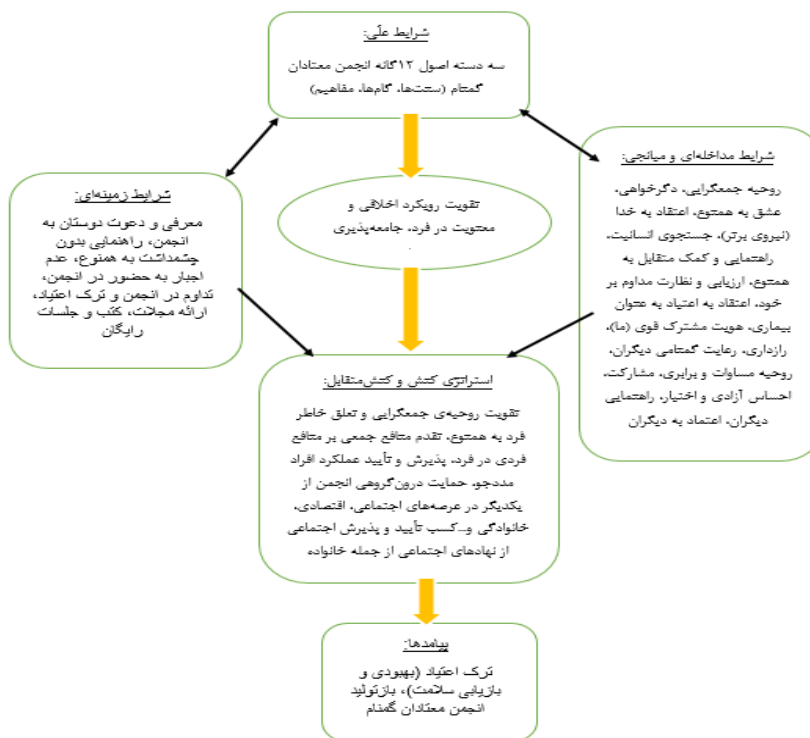 شرایط علّی:
سه دسته اصول ۱۲گانه انجمن معتادان
گمنام (سنت‌ها، گام‌ها، مفاهیم)
شرایط مداخله‌ای و میانجی:
روحیه جمعگرایی، دگرخواهی،
عشق به همنوع، اعتقاد به خدا
(نیروی برتر)، جستجوی انسانیت،
راهنمایی و کمک متقابل به
همنوع، ارزیابی و نظارت مداوم بر
خود، اعتقاد به اعتیاد به عنوان
بیماری، هویت مشترک قوی (ما)،
رازداری، رعایت گمنامی دیگران،
روحیه مساوات و برابری، مشارکت،
احساس آزادی و اختیار، راهنمایی
دیگران، اعتماد به دیگران
تقویت رویکرد اخلاقی و
معنویت در فرد، جامعه‌پذیری
.
شرایط زمینه‌ای:
معرفی و دعوت دوستان به
انجمن، راهنمایی بدون
چشمداشت به همنوع، عدم
اجبار به حضور در انجمن،
تداوم در انجمن و ترک اعتیاد،
ارائه مجلات، کتب و جلسات
رایگان
استراتژی کنش و کنش‌متقابل:
تقویت روحیه‌ی جمعگرایی و تعلق خاطر
فرد به همنوع، تقدم منافع جمعی بر منافع
فردی در فرد، پذیرش و تأیید عملکرد افراد
مددجو، حمایت درون‌گروهی انجمن از
یکدیگر در عرصه‌های اجتماعی، اقتصادی،
خانوادگی و...کسب تأیید و پذیرش اجتماعی
از نهادهای اجتماعی از جمله خانواده
پیامدها:
ترک اعتیاد (بهبودی و
بازیابی سلامت)، بازتولید
انجمن معتادان گمنام